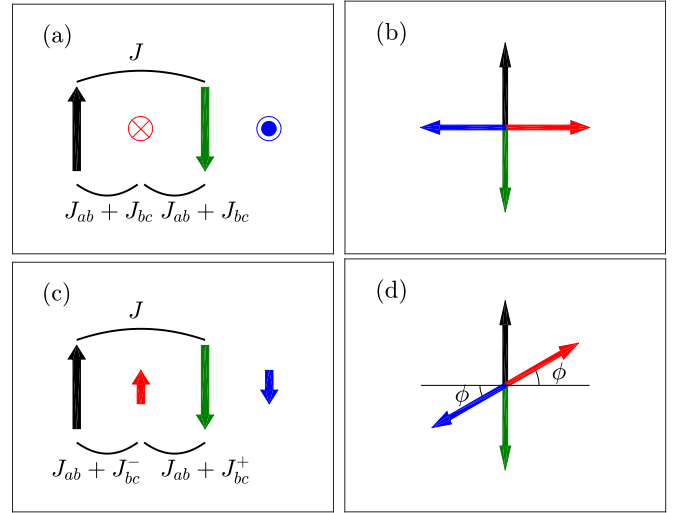 (a)
J
J_{ab} + J_{bc} J_{ab} + J_{bc}
(b)
(c)
J
J_{ab} + J_{bc}^{-} J_{ab} + J_{bc}^{+}
(d)
ϕ
ϕ